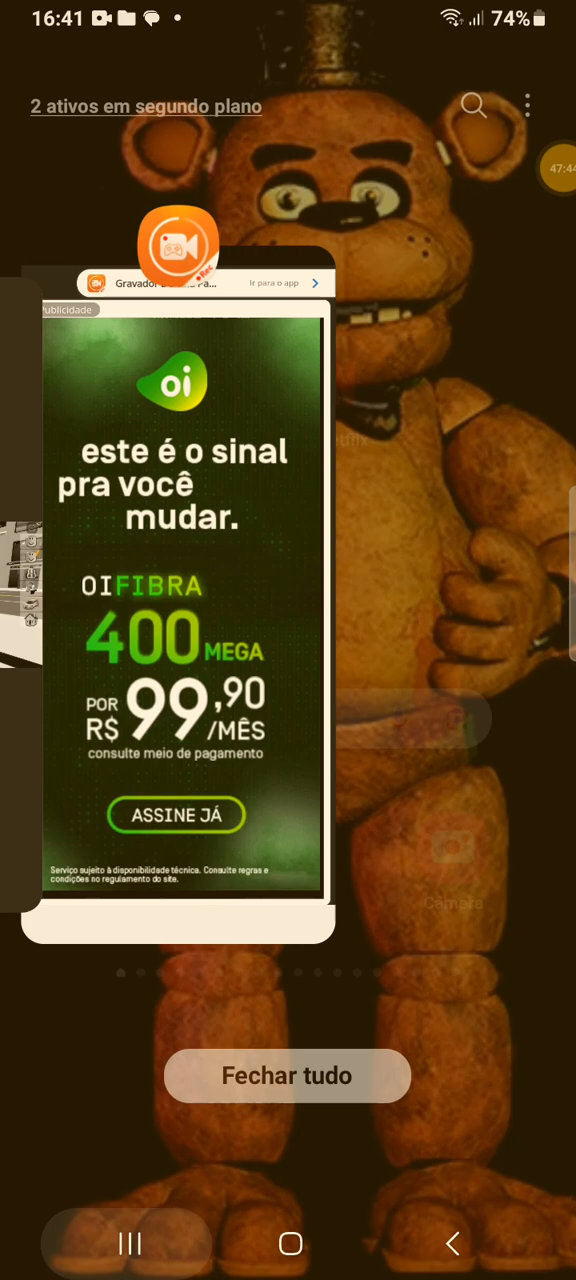 16:41
74%
2 ativos em segundo plano
47:44
Rec
Ir para o app
Publicidade
oi
este é o sinal
pra você
mudar.
OIFIBRA
400 MEGA
POR R$ 99,90 /MÊS
consulte meio de pagamento
ASSINE JÁ
Serviço sujeito à disponibilidade técnica. Consulte regras e
condições no regulamento do site.
Câmera
Fechar tudo